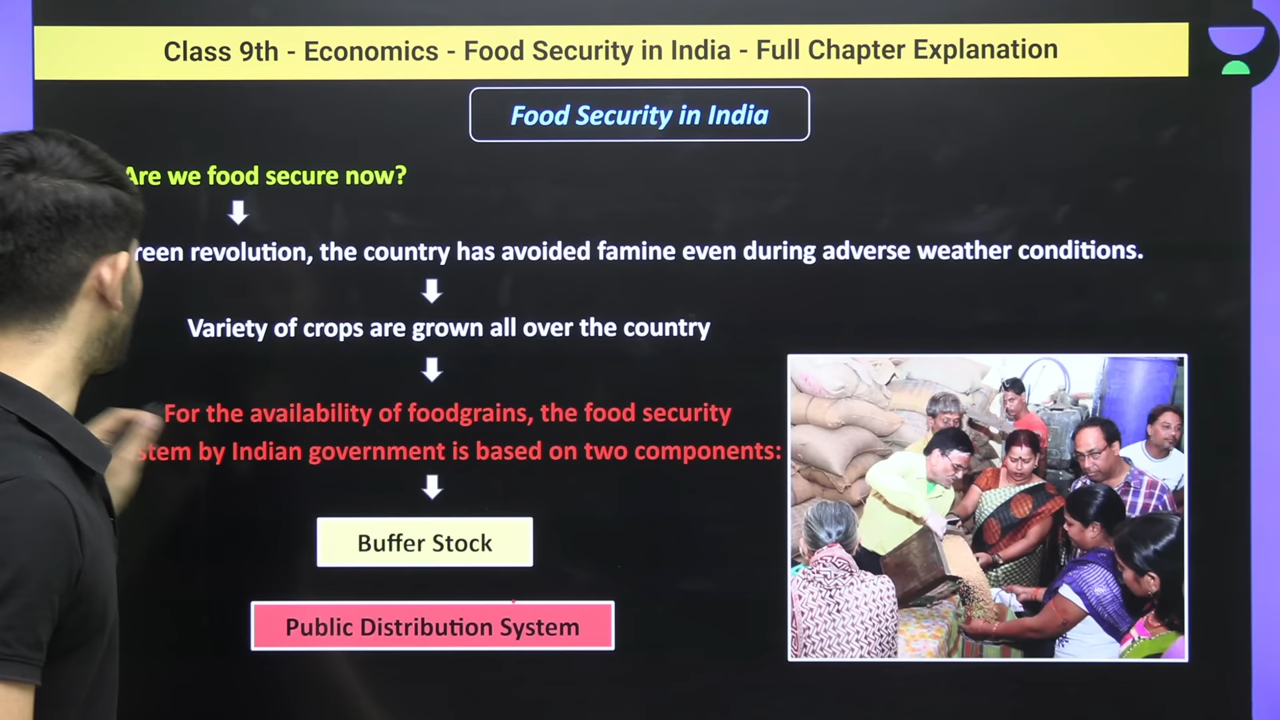 Class 9th - Economics - Food Security in India - Full Chapter Explanation
Food Security in India
Are we food secure now?
revolution, the country has avoided famine even during adverse weather conditions.
Variety of crops are grown all over the country
For the availability of foodgrains, the food security
by Indian government is based on two components:
Buffer Stock
Public Distribution System